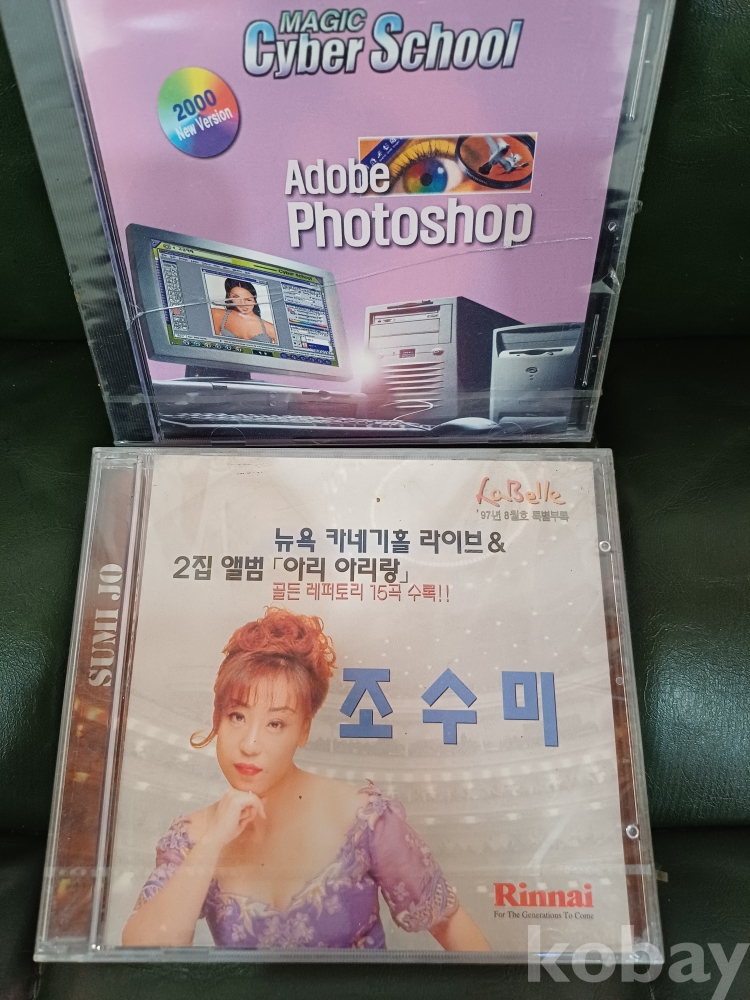 MAGIC
Cyber School
2000
New Version
Adobe
Photoshop
LaBelle
'97년 8월호 특별부록
뉴욕 카네기홀 라이브 &
2집 앨범 「아리 아리랑」
골든 레퍼토리 15곡 수록!!
SUMI JO
조수미
Rinnai
For The Generations To Come
kobay